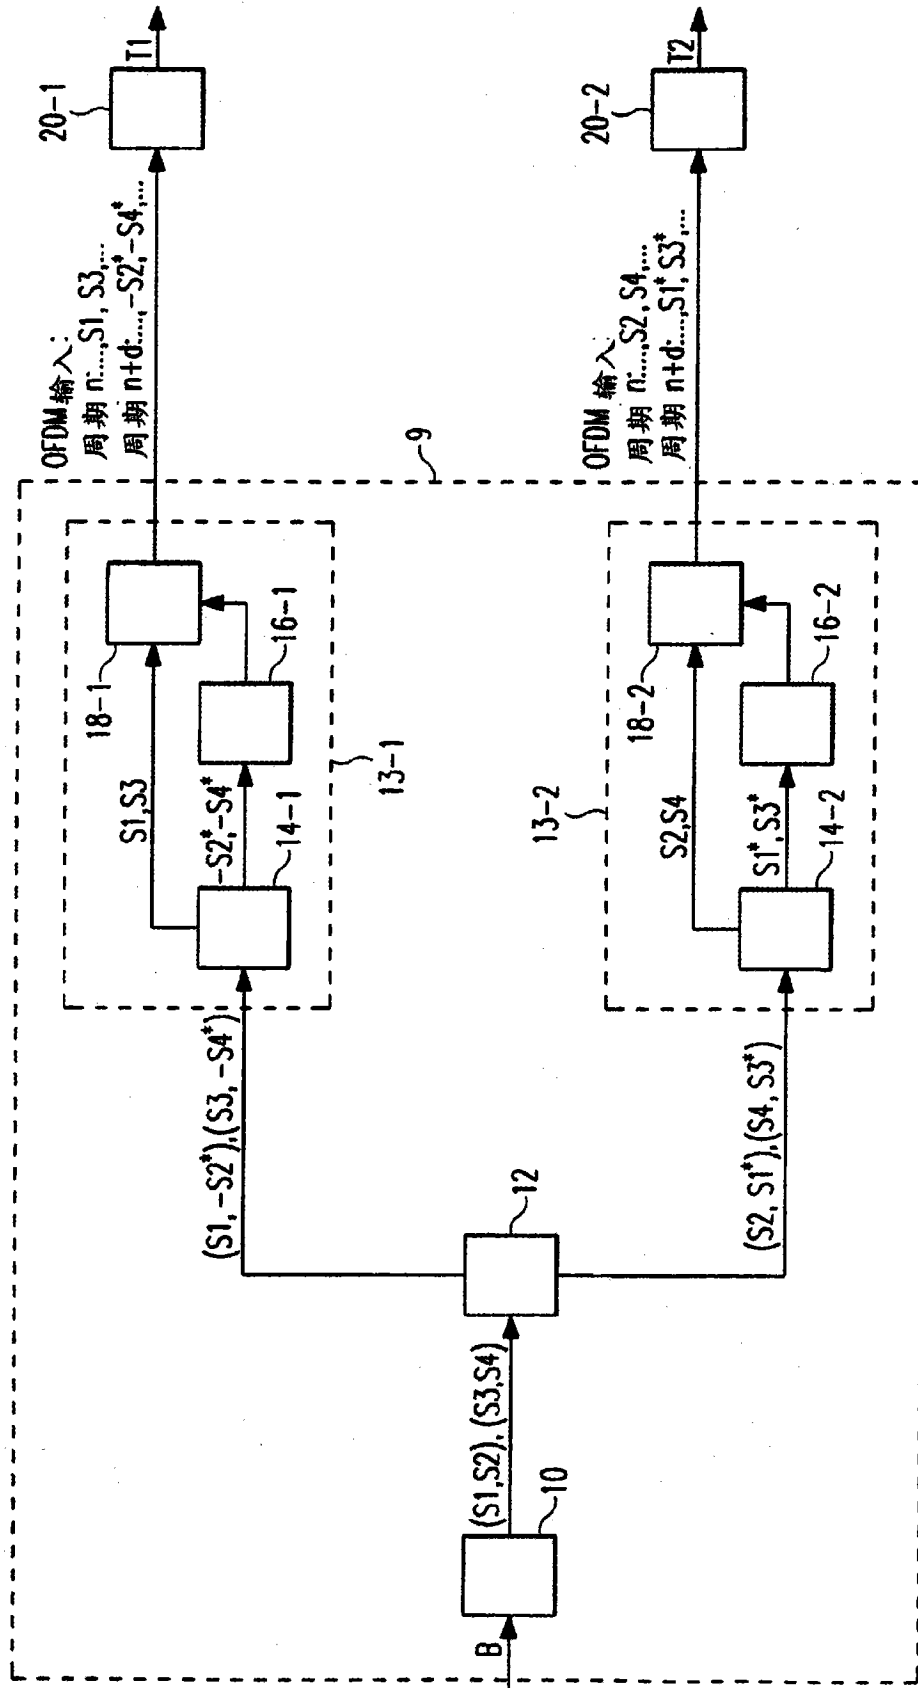 B
10
(S1,S2),(S3,S4)
12
(S1, -S2*),(S3, -S4*)
(S2, S1*),(S4, S3*)
14-1
S1,S3
-S2*,-S4*
16-1
18-1
13-1
14-2
S2,S4
S1*,S3*
16-2
18-2
13-2
9
OFDM 输入:
周期 n:...,S1, S3,...
周期 n+d:...,-S2*,-S4*,...
20-1
T1
OFDM 输入:
周期 n:...,S2, S4,...
周期 n+d:...,S1*,S3*,...
20-2
T2